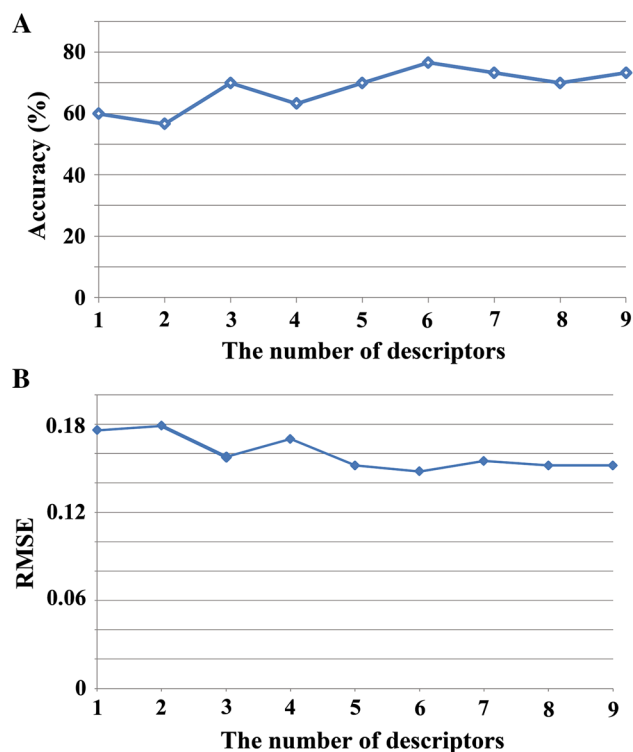 A
Accuracy (%)
80
60
40
20
0
1 2 3 4 5 6 7 8 9
The number of descriptors
B
RMSE
0.18
0.12
0.06
0
1 2 3 4 5 6 7 8 9
The number of descriptors